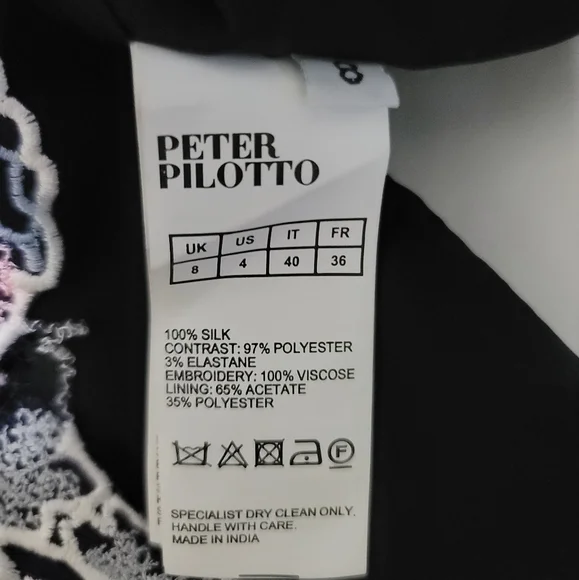 8
PETER
PILOTTO
UK US IT FR
8 4 40 36
100% SILK
CONTRAST: 97% POLYESTER
3% ELASTANE
EMBROIDERY: 100% VISCOSE
LINING: 65% ACETATE
35% POLYESTER
F
SPECIALIST DRY CLEAN ONLY.
HANDLE WITH CARE.
MADE IN INDIA